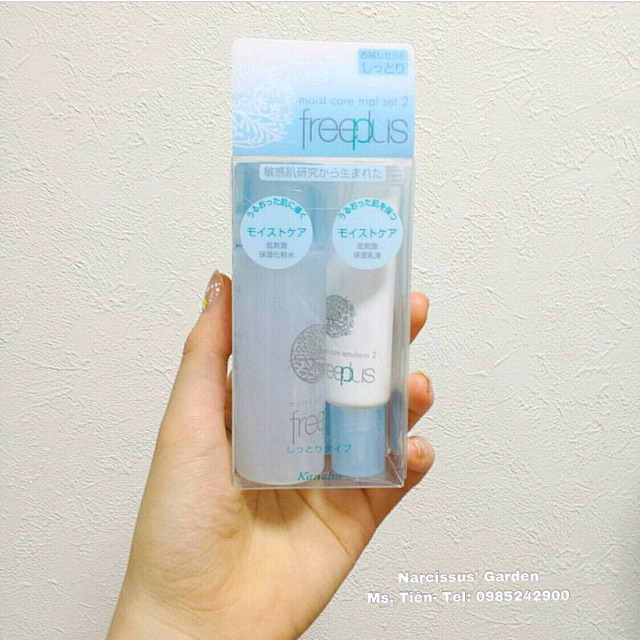 お試しセット
しっとり
moist care trial set 2
freeplus
敏感肌研究から生まれた
うるおった肌に導く
モイストケア
低刺激
保湿化粧水
うるおった肌を保つ
モイストケア
低刺激
保湿乳液
emulsion 2
freeplus
free
しっとりタイプ
Narcissus' Garden
Ms. Tiên- Tel: 0985242900